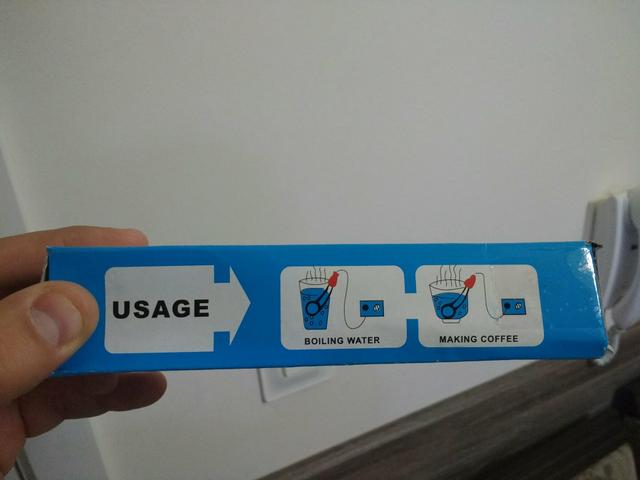 USAGE
BOILING WATER
MAKING COFFEE